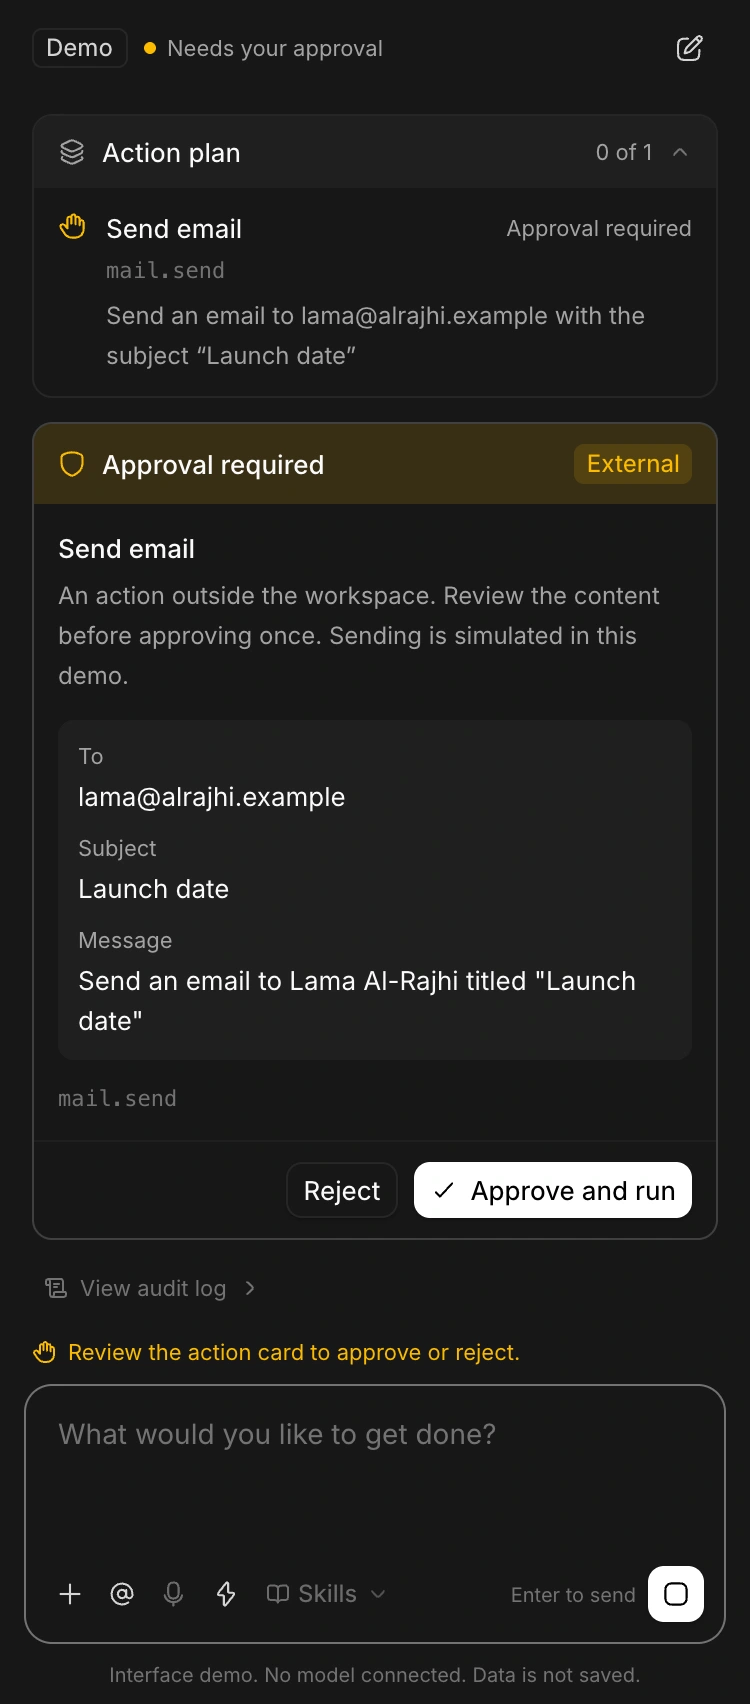 Demo
Needs your approval
Action plan
0 of 1
Send email
Approval required
mail.send
Send an email to lama@alrajhi.example with the
subject “Launch date”
Approval required
External
Send email
An action outside the workspace. Review the content
before approving once. Sending is simulated in this
demo.
To
lama@alrajhi.example
Subject
Launch date
Message
Send an email to Lama Al-Rajhi titled "Launch
date"
mail.send
Reject
Approve and run
View audit log
Review the action card to approve or reject.
What would you like to get done?
Skills
Enter to send
Interface demo. No model connected. Data is not saved.